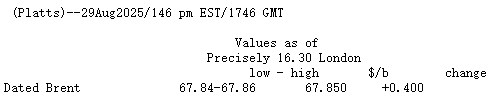 (Platts)--29Aug2025/146 pm EST/1746 GMT
Values as of
Precisely 16.30 London
low - high $/b change
Dated Brent 67.84-67.86 67.850 +0.400